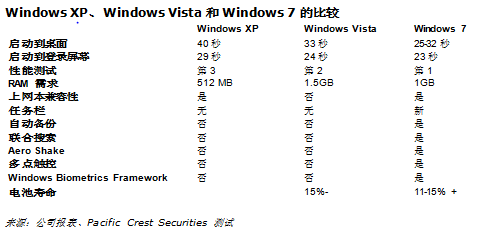 Windows XP、Windows Vista 和 Windows 7 的比较
Windows XP Windows Vista Windows 7
启动到桌面 40 秒 33 秒 25-32 秒
启动到登录屏幕 29 秒 24 秒 23 秒
性能测试 第 3 第 2 第 1
RAM 需求 512 MB 1.5GB 1GB
上网本兼容性 是 否 是
任务栏 无 无 新
自动备份 否 否 是
联合搜索 否 否 是
Aero Shake 否 否 是
多点触控 否 否 是
Windows Biometrics Framework 否 否 是
电池寿命 15%- 11-15% +
来源：公司报表、Pacific Crest Securities 测试